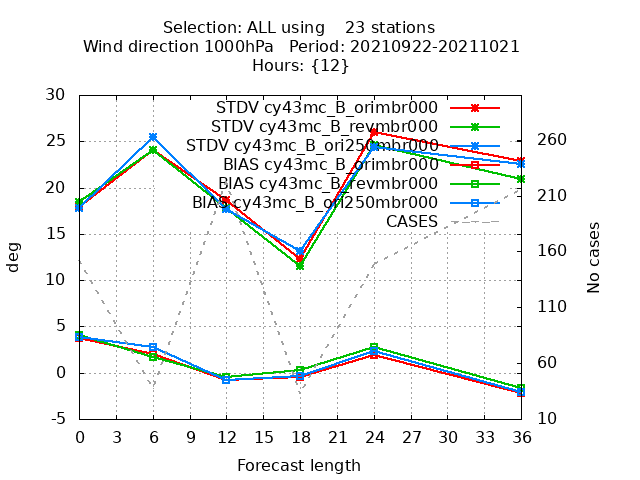 Selection: ALL using 23 stations
Wind direction 1000hPa Period: 20210922-20211021
Hours: {12}
STDV cy43mc_B_orimbr000
STDV cy43mc_B_revmbr000
STDV cy43mc_B_ori250mbr000
BIAS cy43mc_B_orimbr000
BIAS cy43mc_B_revmbr000
BIAS cy43mc_B_ori250mbr000
CASES
30
25
20
15
10
5
0
-5
deg
260
210
160
110
60
10
No cases
0 3 6 9 12 15 18 21 24 27 30 33 36
Forecast length